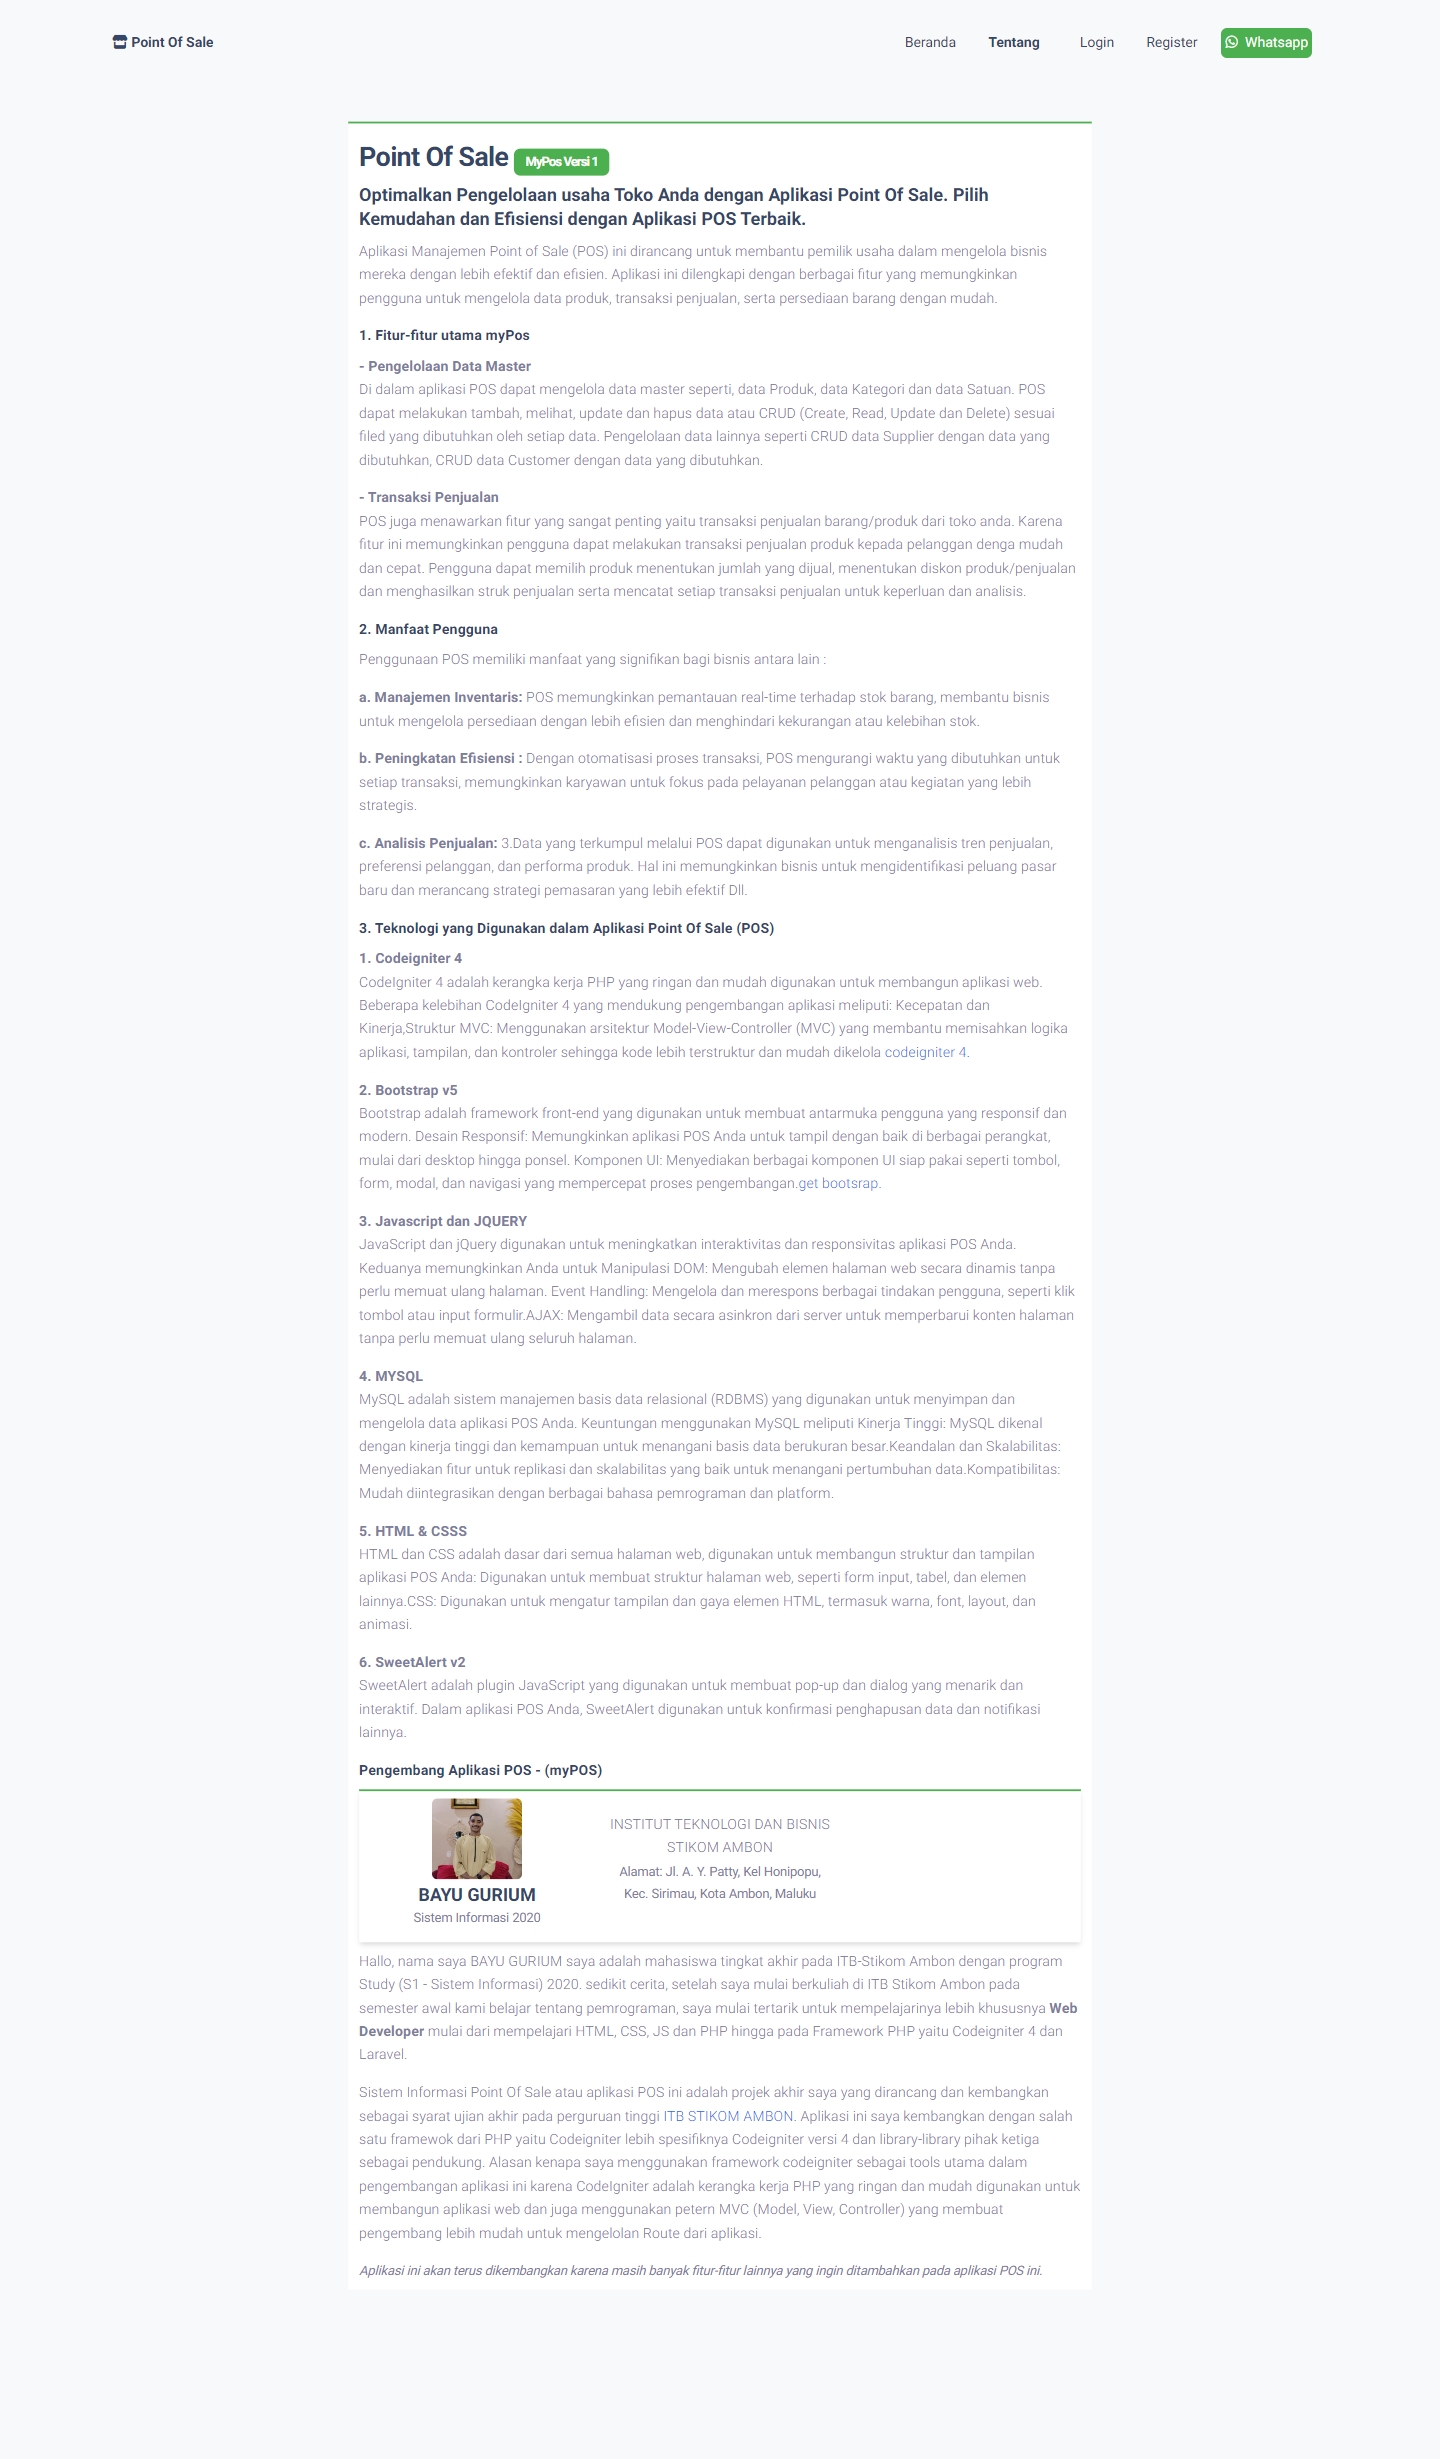 Point Of Sale
Beranda
Tentang
Login
Register
Whatsapp
Point Of Sale MyPos Versi 1
Optimalkan Pengelolaan usaha Toko Anda dengan Aplikasi Point Of Sale. Pilih
Kemudahan dan Efisiensi dengan Aplikasi POS Terbaik.
Aplikasi Manajemen Point of Sale (POS) ini dirancang untuk membantu pemilik usaha dalam mengelola bisnis
mereka dengan lebih efektif dan efisien. Aplikasi ini dilengkapi dengan berbagai fitur yang memungkinkan
pengguna untuk mengelola data produk, transaksi penjualan, serta persediaan barang dengan mudah.
1. Fitur-fitur utama myPos
- Pengelolaan Data Master
Di dalam aplikasi POS dapat mengelola data master seperti, data Produk, data Kategori dan data Satuan. POS
dapat melakukan tambah, melihat, update dan hapus data atau CRUD (Create, Read, Update dan Delete) sesuai
filed yang dibutuhkan oleh setiap data. Pengelolaan data lainnya seperti CRUD data Supplier dengan data yang
dibutuhkan, CRUD data Customer dengan data yang dibutuhkan.
- Transaksi Penjualan
POS juga menawarkan fitur yang sangat penting yaitu transaksi penjualan barang/produk dari toko anda. Karena
fitur ini memungkinkan pengguna dapat melakukan transaksi penjualan produk kepada pelanggan denga mudah
dan cepat. Pengguna dapat memilih produk menentukan jumlah yang dijual, menentukan diskon produk/penjualan
dan menghasilkan struk penjualan serta mencatat setiap transaksi penjualan untuk keperluan dan analisis.
2. Manfaat Pengguna
Penggunaan POS memiliki manfaat yang signifikan bagi bisnis antara lain :
a. Manajemen Inventaris: POS memungkinkan pemantauan real-time terhadap stok barang, membantu bisnis
untuk mengelola persediaan dengan lebih efisien dan menghindari kekurangan atau kelebihan stok.
b. Peningkatan Efisiensi : Dengan otomatisasi proses transaksi, POS mengurangi waktu yang dibutuhkan untuk
setiap transaksi, memungkinkan karyawan untuk fokus pada pelayanan pelanggan atau kegiatan yang lebih
strategis.
c. Analisis Penjualan: 3.Data yang terkumpul melalui POS dapat digunakan untuk menganalisis tren penjualan,
preferensi pelanggan, dan performa produk. Hal ini memungkinkan bisnis untuk mengidentifikasi peluang pasar
baru dan merancang strategi pemasaran yang lebih efektif Dll.
3. Teknologi yang Digunakan dalam Aplikasi Point Of Sale (POS)
1. Codeigniter 4
CodeIgniter 4 adalah kerangka kerja PHP yang ringan dan mudah digunakan untuk membangun aplikasi web.
Beberapa kelebihan CodeIgniter 4 yang mendukung pengembangan aplikasi meliputi: Kecepatan dan
Kinerja,Struktur MVC: Menggunakan arsitektur Model-View-Controller (MVC) yang membantu memisahkan logika
aplikasi, tampilan, dan kontroler sehingga kode lebih terstruktur dan mudah dikelola codeigniter 4.
2. Bootstrap v5
Bootstrap adalah framework front-end yang digunakan untuk membuat antarmuka pengguna yang responsif dan
modern. Desain Responsif: Memungkinkan aplikasi POS Anda untuk tampil dengan baik di berbagai perangkat,
mulai dari desktop hingga ponsel. Komponen UI: Menyediakan berbagai komponen UI siap pakai seperti tombol,
form, modal, dan navigasi yang mempercepat proses pengembangan.get bootsrap.
3. Javascript dan JQUERY
JavaScript dan jQuery digunakan untuk meningkatkan interaktivitas dan responsivitas aplikasi POS Anda.
Keduanya memungkinkan Anda untuk Manipulasi DOM: Mengubah elemen halaman web secara dinamis tanpa
perlu memuat ulang halaman. Event Handling: Mengelola dan merespons berbagai tindakan pengguna, seperti klik
tombol atau input formulir.AJAX: Mengambil data secara asinkron dari server untuk memperbarui konten halaman
tanpa perlu memuat ulang seluruh halaman.
4. MYSQL
MySQL adalah sistem manajemen basis data relasional (RDBMS) yang digunakan untuk menyimpan dan
mengelola data aplikasi POS Anda. Keuntungan menggunakan MySQL meliputi Kinerja Tinggi: MySQL dikenal
dengan kinerja tinggi dan kemampuan untuk menangani basis data berukuran besar.Keandalan dan Skalabilitas:
Menyediakan fitur untuk replikasi dan skalabilitas yang baik untuk menangani pertumbuhan data.Kompatibilitas:
Mudah diintegrasikan dengan berbagai bahasa pemrograman dan platform.
5. HTML & CSSS
HTML dan CSS adalah dasar dari semua halaman web, digunakan untuk membangun struktur dan tampilan
aplikasi POS Anda: Digunakan untuk membuat struktur halaman web, seperti form input, tabel, dan elemen
lainnya.CSS: Digunakan untuk mengatur tampilan dan gaya elemen HTML, termasuk warna, font, layout, dan
animasi.
6. SweetAlert v2
SweetAlert adalah plugin JavaScript yang digunakan untuk membuat pop-up dan dialog yang menarik dan
interaktif. Dalam aplikasi POS Anda, SweetAlert digunakan untuk konfirmasi penghapusan data dan notifikasi
lainnya.
Pengembang Aplikasi POS - (myPOS)
BAYU GURIUM
Sistem Informasi 2020
INSTITUT TEKNOLOGI DAN BISNIS
STIKOM AMBON
Alamat: Jl. A. Y. Patty, Kel Honipopu,
Kec. Sirimau, Kota Ambon, Maluku
Hallo, nama saya BAYU GURIUM saya adalah mahasiswa tingkat akhir pada ITB-Stikom Ambon dengan program
Study (S1 - Sistem Informasi) 2020. sedikit cerita, setelah saya mulai berkuliah di ITB Stikom Ambon pada
semester awal kami belajar tentang pemrograman, saya mulai tertarik untuk mempelajarinya lebih khususnya Web
Developer mulai dari mempelajari HTML, CSS, JS dan PHP hingga pada Framework PHP yaitu Codeigniter 4 dan
Laravel.
Sistem Informasi Point Of Sale atau aplikasi POS ini adalah projek akhir saya yang dirancang dan kembangkan
sebagai syarat ujian akhir pada perguruan tinggi ITB STIKOM AMBON. Aplikasi ini saya kembangkan dengan salah
satu framewok dari PHP yaitu Codeigniter lebih spesifiknya Codeigniter versi 4 dan library-library pihak ketiga
sebagai pendukung. Alasan kenapa saya menggunakan framework codeigniter sebagai tools utama dalam
pengembangan aplikasi ini karena CodeIgniter adalah kerangka kerja PHP yang ringan dan mudah digunakan untuk
membangun aplikasi web dan juga menggunakan petern MVC (Model, View, Controller) yang membuat
pengembang lebih mudah untuk mengelolan Route dari aplikasi.
Aplikasi ini akan terus dikembangkan karena masih banyak fitur-fitur lainnya yang ingin ditambahkan pada aplikasi POS ini.